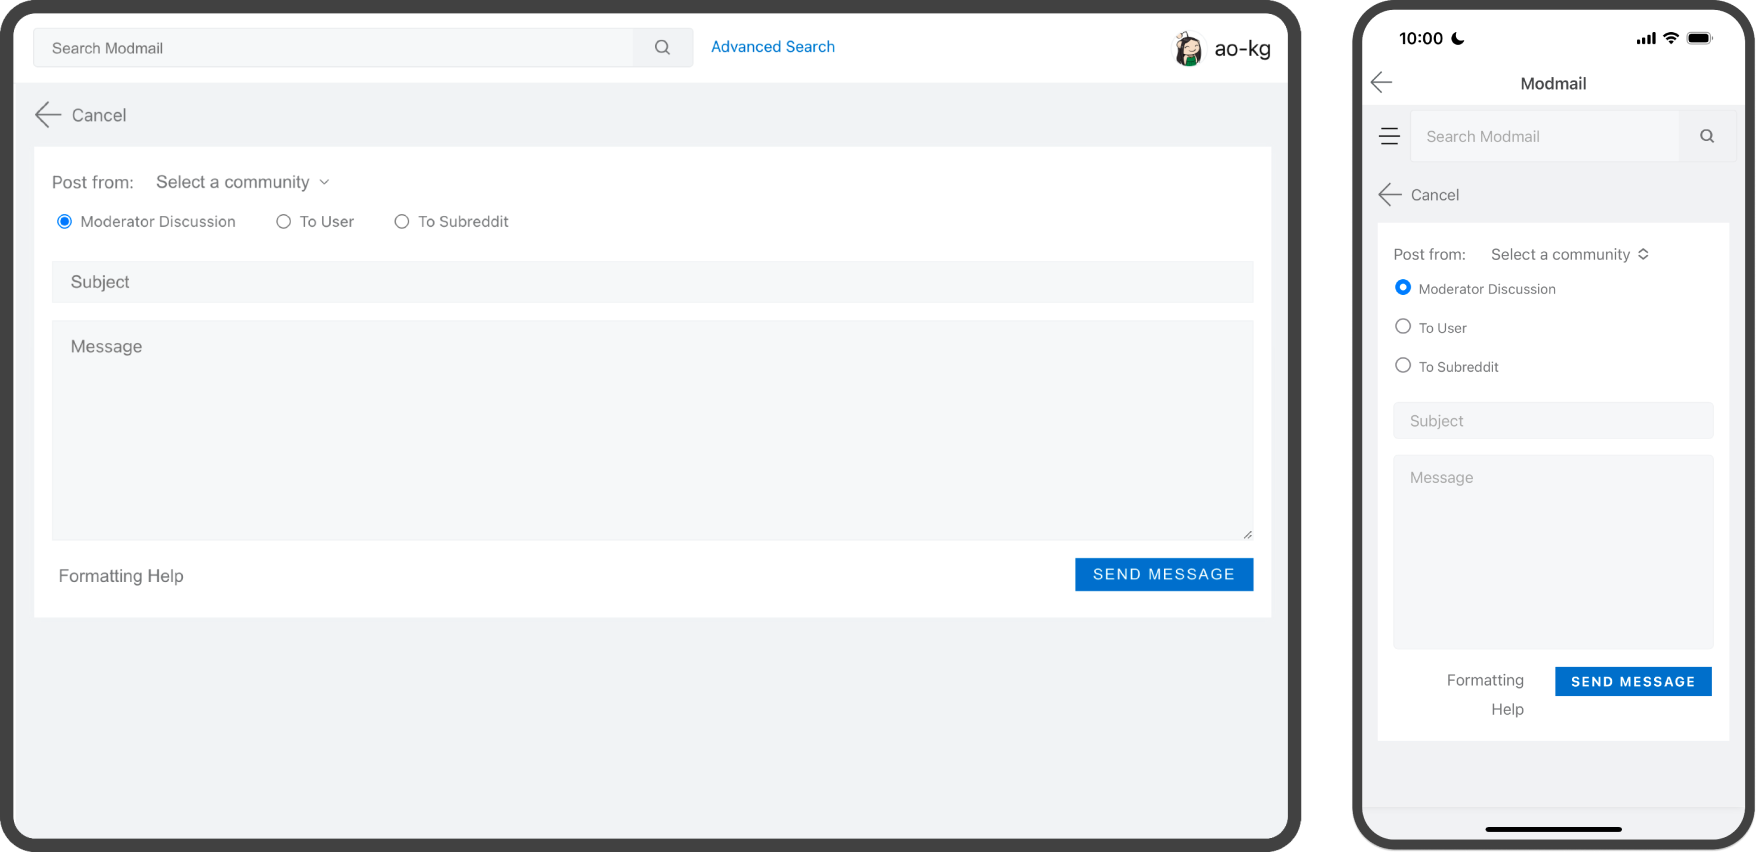 Search Modmail
Advanced Search
ao-kg
Cancel
Post from: Select a community
Moderator Discussion To User To Subreddit
Subject
Message
Formatting Help
SEND MESSAGE
10:00
Modmail
Search Modmail
Cancel
Post from: Select a community
Moderator Discussion
To User
To Subreddit
Subject
Message
Formatting
Help
SEND MESSAGE